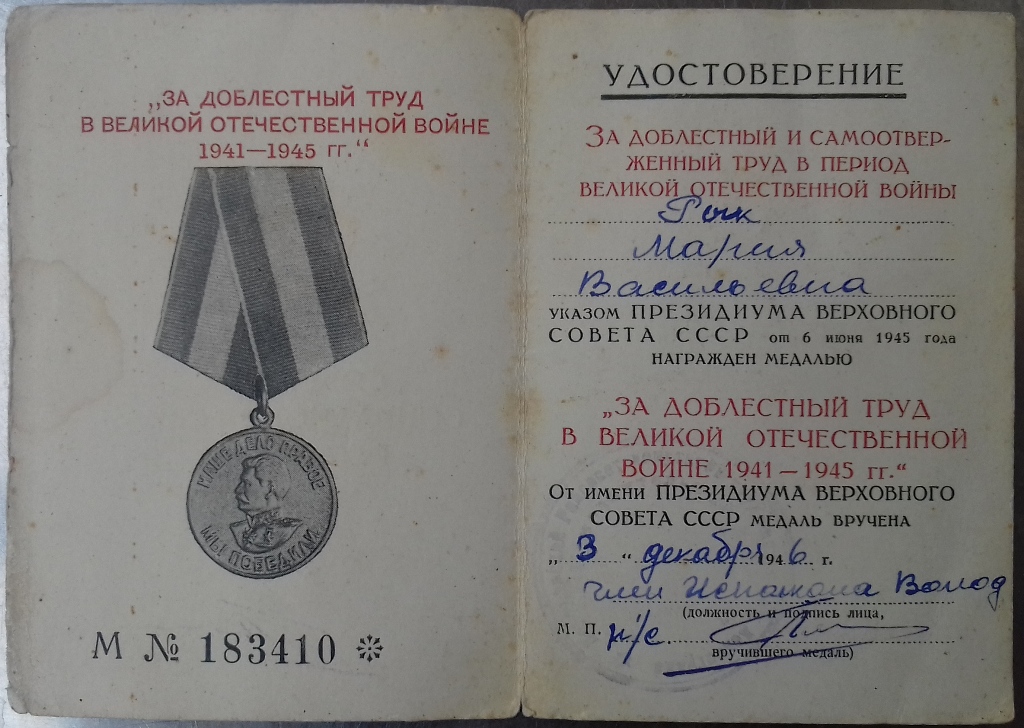 „ЗА ДОБЛЕСТНЫЙ ТРУД
В ВЕЛИКОЙ ОТЕЧЕСТВЕННОЙ ВОЙНЕ
1941—1945 гг.“
НАШЕ ДЕЛО ПРАВОЕ
МЫ ПОБЕДИЛИ
М № 183410
УДОСТОВЕРЕНИЕ
ЗА ДОБЛЕСТНЫЙ И САМООТВЕР-
ЖЕННЫЙ ТРУД В ПЕРИОД
ВЕЛИКОЙ ОТЕЧЕСТВЕННОЙ ВОЙНЫ
Мария
Васильевна
УКАЗОМ ПРЕЗИДИУМА ВЕРХОВНОГО
СОВЕТА СССР от 6 июня 1945 года
НАГРАЖДЕН МЕДАЛЬЮ
„ЗА ДОБЛЕСТНЫЙ ТРУД
В ВЕЛИКОЙ ОТЕЧЕСТВЕННОЙ
ВОЙНЕ 1941—1945 гг.“
От имени ПРЕЗИДИУМА ВЕРХОВНОГО
СОВЕТА СССР МЕДАЛЬ ВРУЧЕНА
„3“ декабря 1946 г.
член Исполкома Волод
(должность и подпись лица,
М. П. р/с
вручившего медаль)